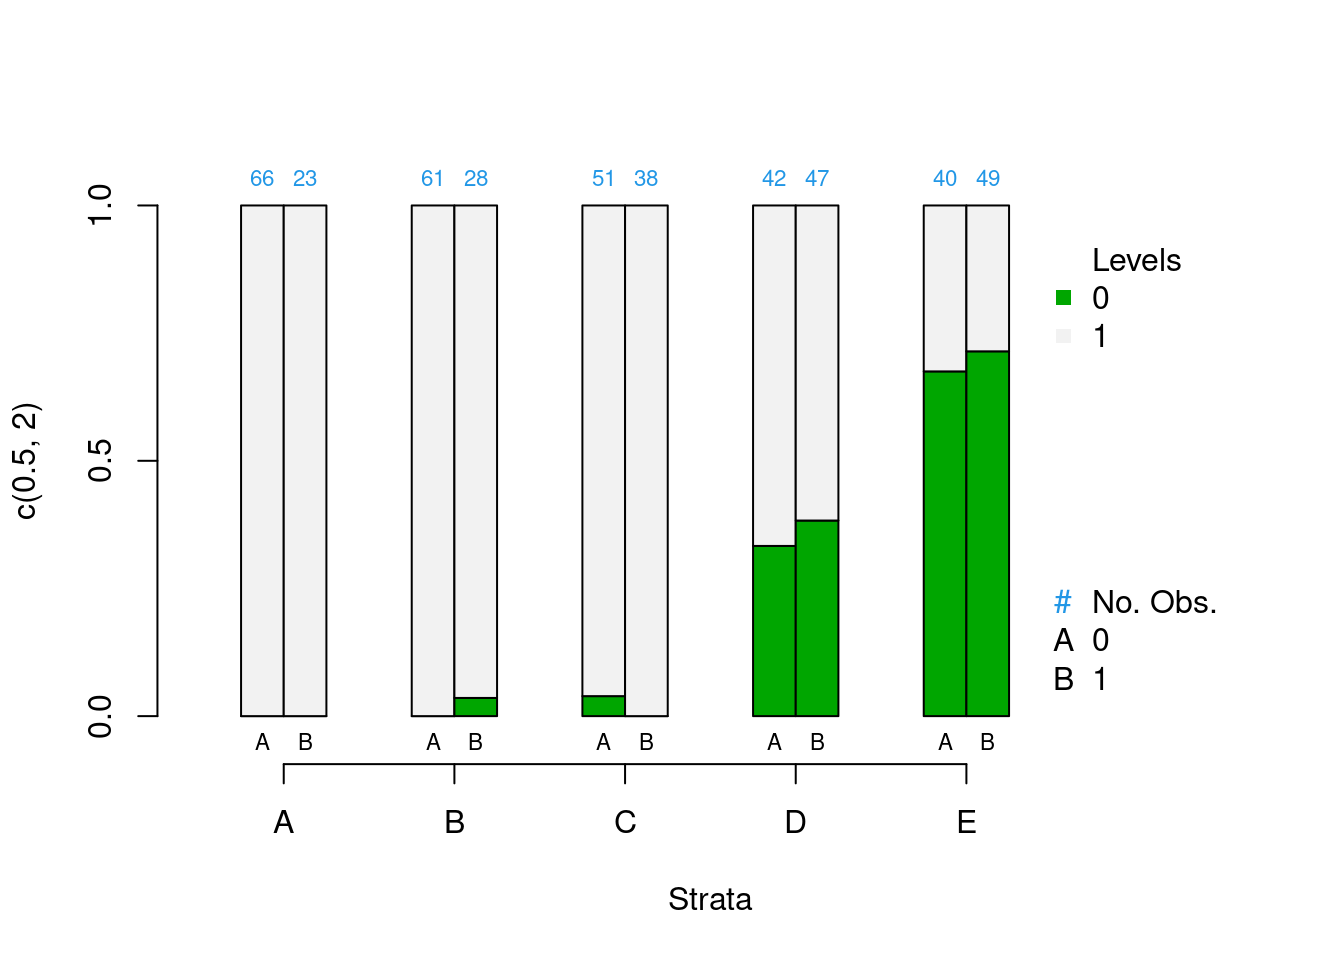 66 23 61 28 51 38 42 47 40 49
1.0
0.5
0.0
c(0.5, 2)
Levels
0
1
# No. Obs.
A 0
B 1
A B A B A B A B A B
A B C D E
Strata